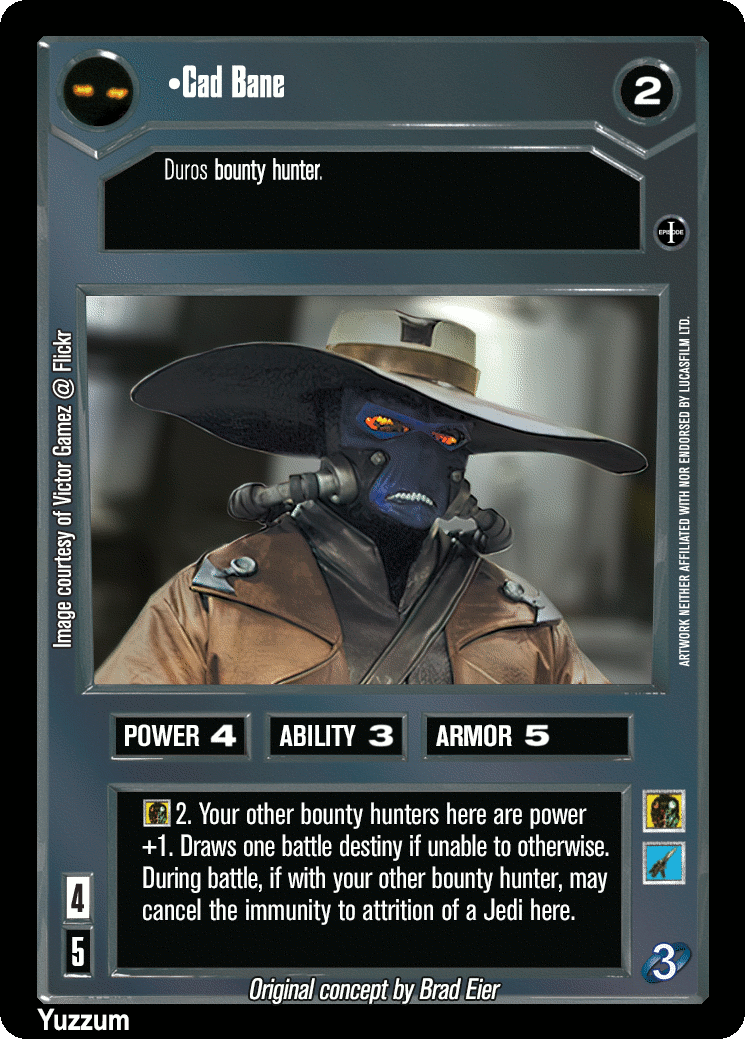 •Cad Bane
2
Duros bounty hunter.
EPISODE
I
Image courtesy of Victor Gamez @ Flickr
ARTWORK NEITHER AFFILIATED WITH NOR ENDORSED BY LUCASFILM LTD.
POWER 4
ABILITY 3
ARMOR 5
2. Your other bounty hunters here are power
+1. Draws one battle destiny if unable to otherwise.
During battle, if with your other bounty hunter, may
cancel the immunity to attrition of a Jedi here.
4
5
3
Original concept by Brad Eier
Yuzzum